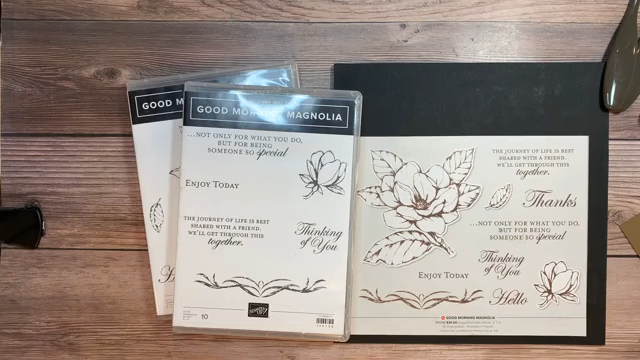 GOOD M
GOOD MORNING MAGNOLIA
...NOT ONLY FOR WHAT YOU DO,
BUT FOR BEING
SOMEONE SO special
ENJOY TODAY
THE JOURNEY OF LIFE IS BEST
SHARED WITH A FRIEND.
WE'LL GET THROUGH THIS
together.
Thinking
of You
10
H
THE JOURNEY OF LIFE IS BEST
SHARED WITH A FRIEND.
WE'LL GET THROUGH THIS
together.
Thanks
...NOT ONLY FOR WHAT YOU DO,
BUT FOR BEING
SOMEONE SO special
Thinking
of You
ENJOY TODAY
Hello
GOOD MORNING MAGNOLIA